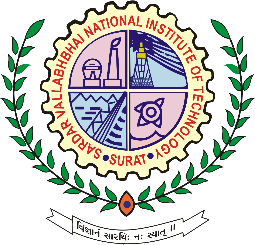 SARDAR VALLABHBHAI NATIONAL INSTITUTE OF TECHNOLOGY
• SURAT •
विज्ञानं सारथि: न: स्यात् ॥